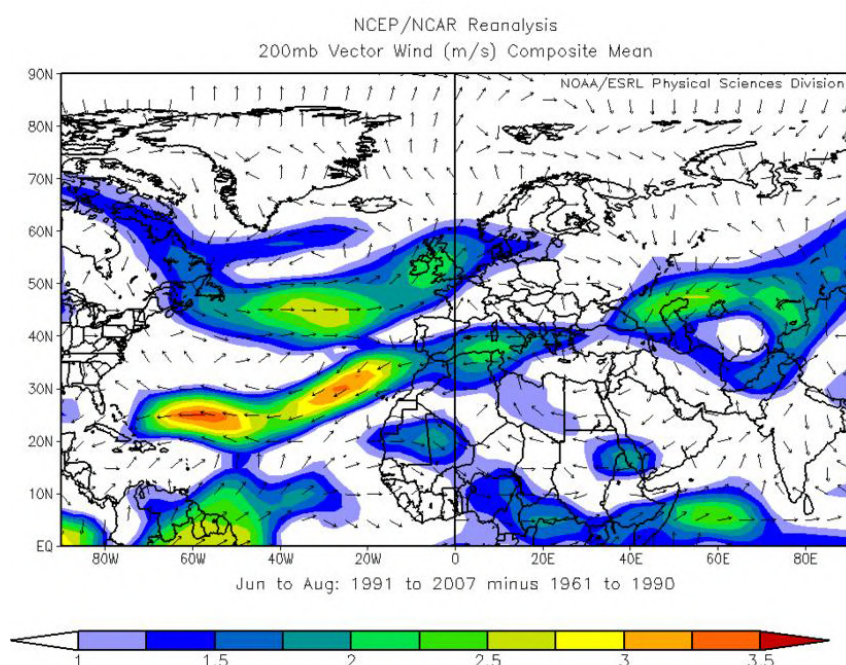 NCEP/NCAR Reanalysis
200mb Vector Wind (m/s) Composite Mean
NOAA/ESRL Physical Sciences Division
90N
80N
70N
60N
50N
40N
30N
20N
10N
EQ
80W 60W 40W 20W 0 20E 40E 60E 80E
Jun to Aug: 1991 to 2007 minus 1961 to 1990
1 1.5 2 2.5 3 3.5